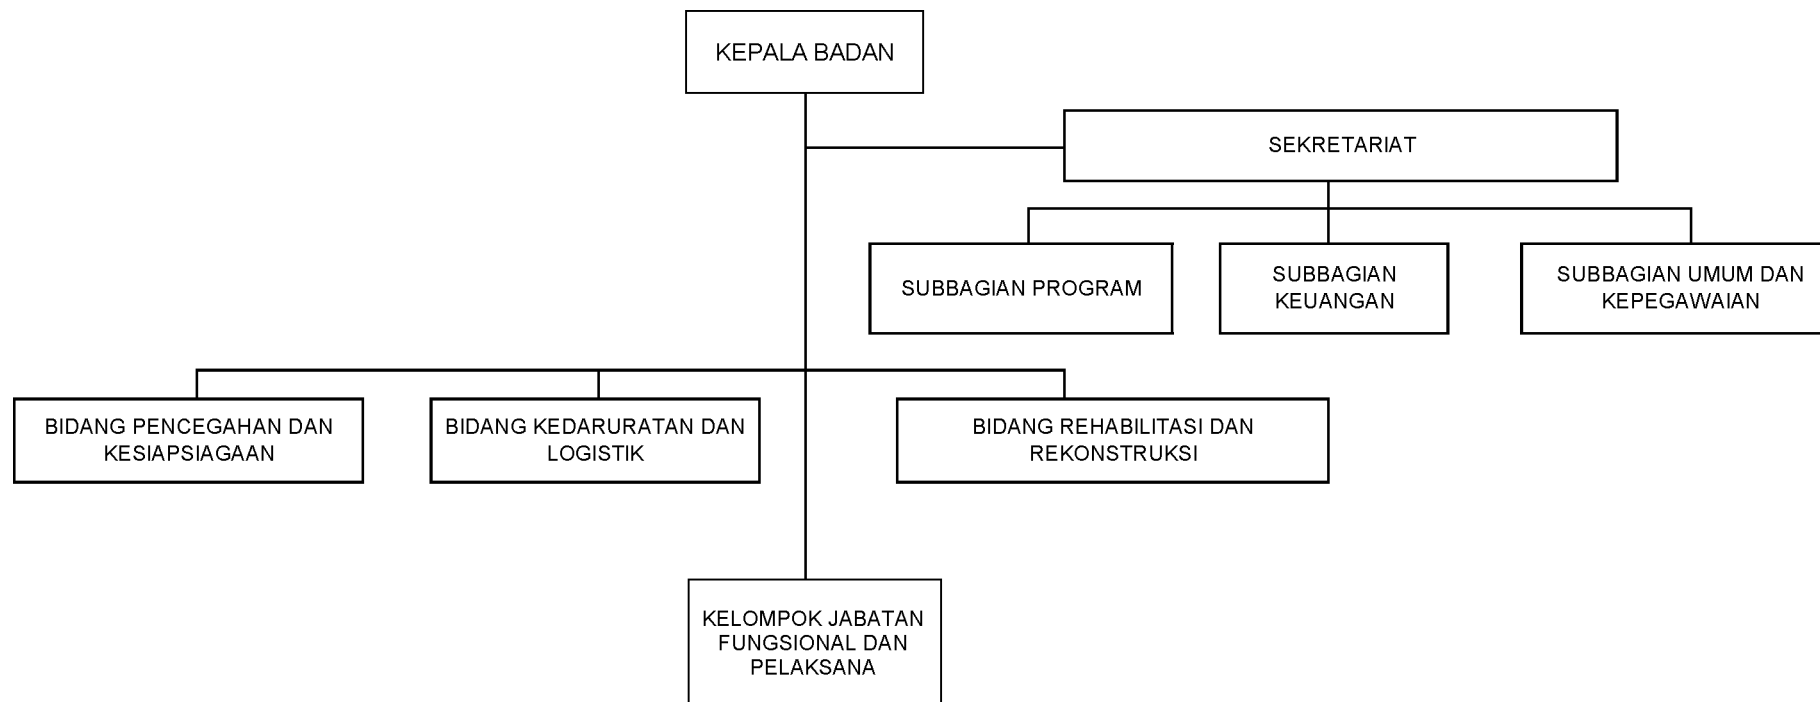 KEPALA BADAN
SEKRETARIAT
SUBBAGIAN PROGRAM
SUBBAGIAN
KEUANGAN
SUBBAGIAN UMUM DAN
KEPEGAWAIAN
BIDANG PENCEGAHAN DAN
KESIAPSIAGAAN
BIDANG KEDARURATAN DAN
LOGISTIK
BIDANG REHABILITASI DAN
REKONSTRUKSI
KELOMPOK JABATAN
FUNGSIONAL DAN
PELAKSANA